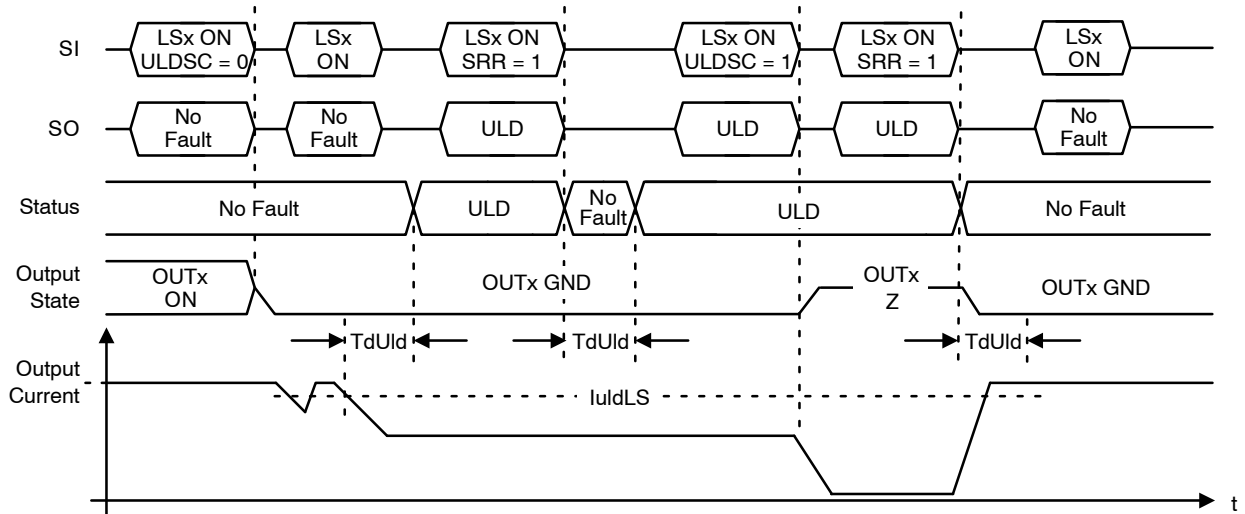 SI
LSx ON
ULDSC = 0
LSx
ON
LSx ON
SRR = 1
LSx ON
ULDSC = 1
LSx ON
SRR = 1
LSx
ON
SO
No
Fault
No
Fault
ULD
ULD
ULD
No
Fault
Status
No Fault
ULD
No
Fault
ULD
No Fault
Output
State
OUTx
ON
OUTx GND
OUTx
Z
OUTx GND
TdUld
TdUld
TdUld
Output
Current
IuldLS
t